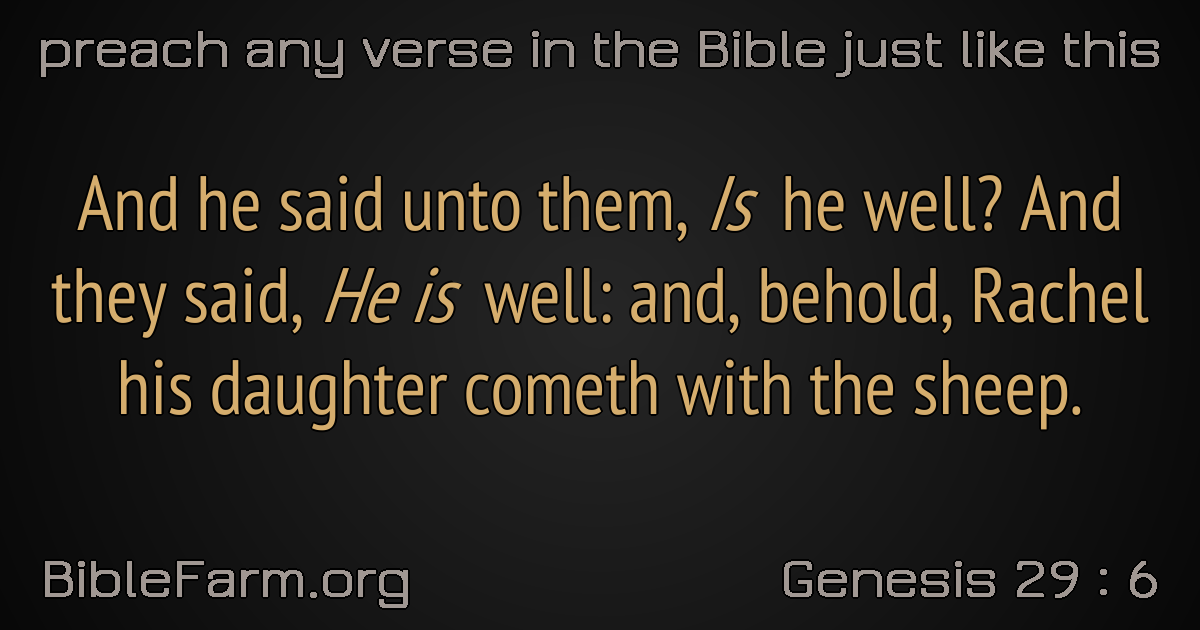 preach any verse in the Bible just like this
And he said unto them, Is he well? And
they said, He is well: and, behold, Rachel
his daughter cometh with the sheep.
BibleFarm.org
Genesis 29 : 6